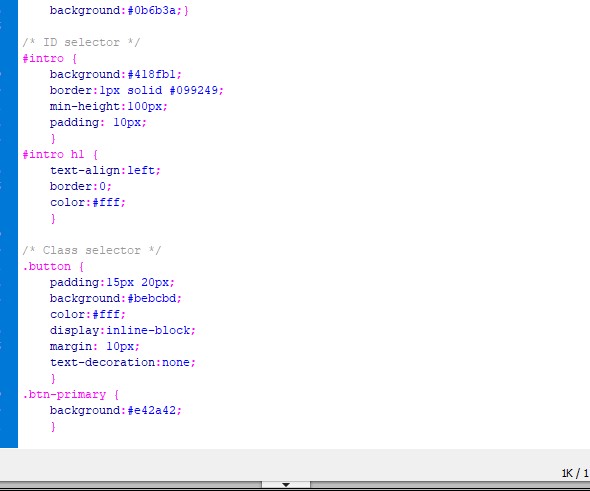 background:#0b6b3a;}
/* ID selector */
#intro {
background:#418fb1;
border:1px solid #099249;
min-height:100px;
padding: 10px;
}
#intro h1 {
text-align:left;
border:0;
color:#fff;
}
/* Class selector */
.button {
padding:15px 20px;
background:#bebcbd;
color:#fff;
display:inline-block;
margin: 10px;
text-decoration:none;
}
.btn-primary {
background:#e42a42;
}
1K / 1